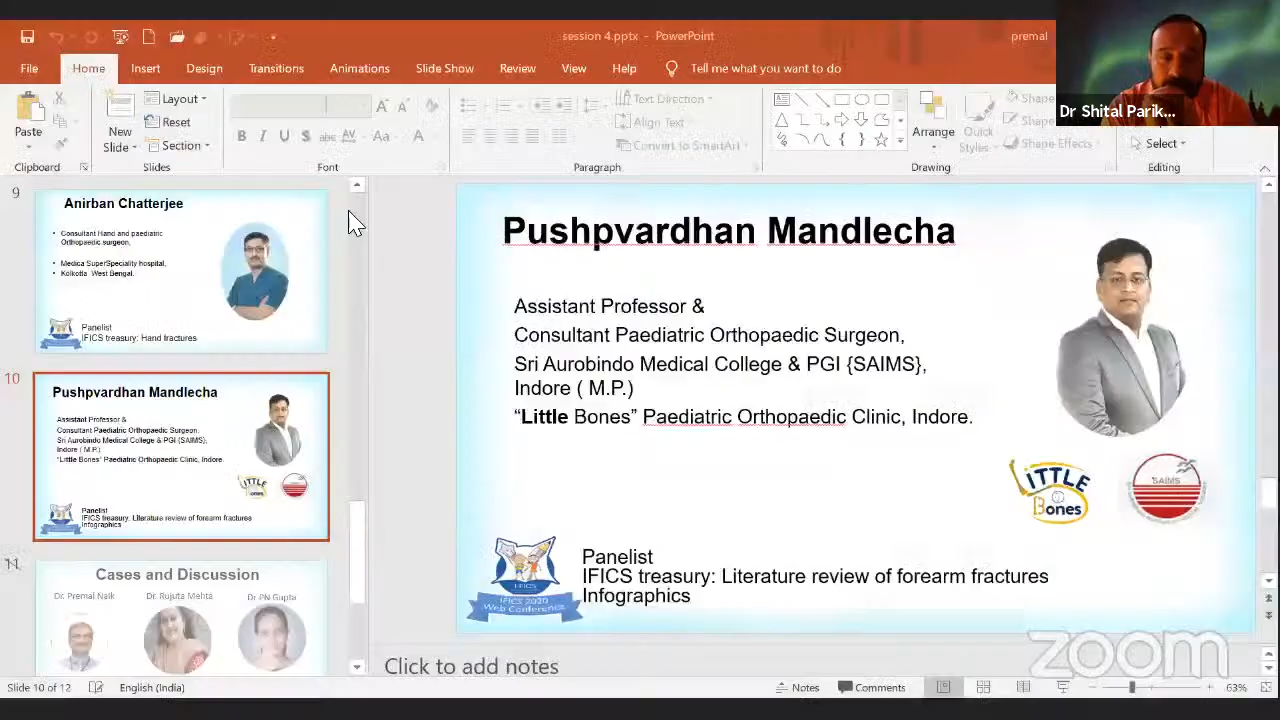 session 4.pptx - PowerPoint
premal
File Home Insert Design Transitions Animations Slide Show Review View Help Tell me what you want to do
Dr Shital Parik...
Paste
New
Slide
Layout
Reset
Section
Text Direction
Align Text
Convert to SmartArt
Arrange
Quick
Styles
Shape
Shape
Shape Effects
Select
Clipboard Slides Font Paragraph Drawing Editing
9
Anirban Chatterjee
• Consultant Hand and paediatric
Orthopaedic surgeon,
• Medica SuperSpeciality hospital,
• Kolkotta West Bengal.
Panelist
IFICS treasury: Hand fractures
10
Pushpvardhan Mandlecha
Assistant Professor &
Consultant Paediatric Orthopaedic Surgeon,
Sri Aurobindo Medical College & PGI {SAIMS},
Indore ( M.P.)
“Little Bones” Paediatric Orthopaedic Clinic, Indore.
LITTLE
Bones
Panelist
IFICS treasury: Literature review of forearm fractures
Infographics
11
Cases and Discussion
Dr. Premal Naik Dr. Rujuta Mehta Dr PN Gupta
Pushpvardhan Mandlecha
Assistant Professor &
Consultant Paediatric Orthopaedic Surgeon,
Sri Aurobindo Medical College & PGI {SAIMS},
Indore ( M.P.)
“Little Bones” Paediatric Orthopaedic Clinic, Indore.
LITTLE
Bones
SAIMS
IFICS
IFICS 2020
Web Conference
Panelist
IFICS treasury: Literature review of forearm fractures
Infographics
zoom
Click to add notes
Slide 10 of 12 English (India) Notes Comments 63%